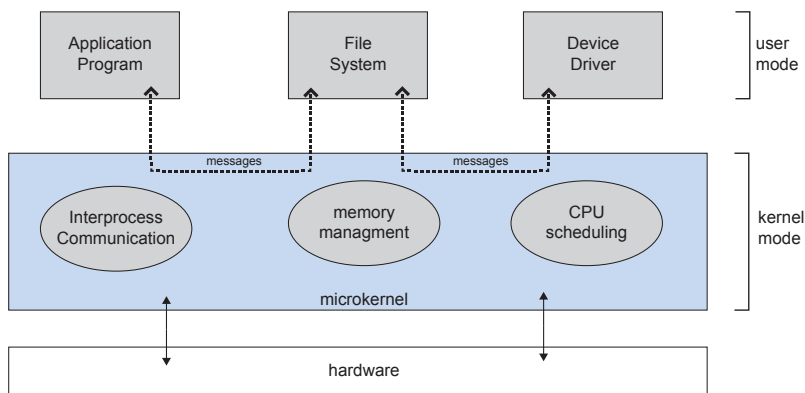 Application
Program
File
System
Device
Driver
user
mode
messages
messages
Interprocess
Communication
memory
managment
CPU
scheduling
kernel
mode
microkernel
hardware